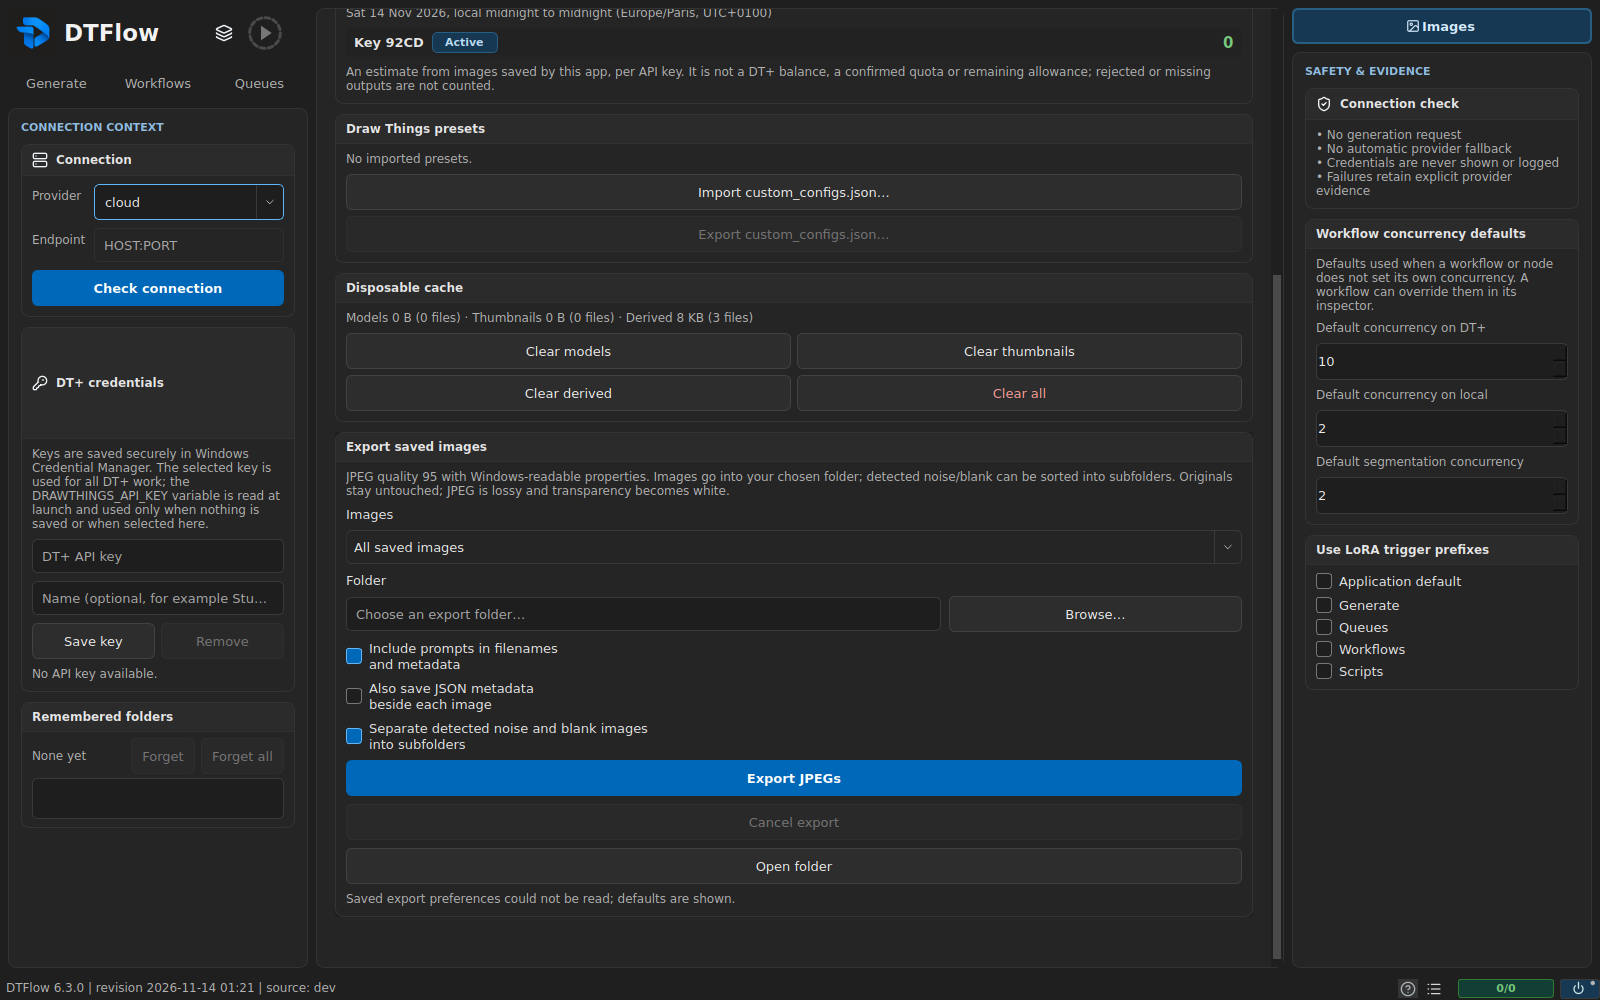 DTFlow
Generate
Workflows
Queues
CONNECTION CONTEXT
Connection
Provider
cloud
Endpoint
HOST:PORT
Check connection
DT+ credentials
Keys are saved securely in Windows
Credential Manager. The selected key is
used for all DT+ work; the
DRAWTHINGS_API_KEY variable is read at
launch and used only when nothing is
saved or when selected here.
DT+ API key
Name (optional, for example Stu...
Save key
Remove
No API key available.
Remembered folders
None yet
Forget
Forget all
Sat 14 Nov 2026, local midnight to midnight (Europe/Paris, UTC+0100)
Key 92CD
Active
0
An estimate from images saved by this app, per API key. It is not a DT+ balance, a confirmed quota or remaining allowance; rejected or missing
outputs are not counted.
Draw Things presets
No imported presets.
Import custom_configs.json...
Export custom_configs.json...
Disposable cache
Models 0 B (0 files) · Thumbnails 0 B (0 files) · Derived 8 KB (3 files)
Clear models
Clear thumbnails
Clear derived
Clear all
Export saved images
JPEG quality 95 with Windows-readable properties. Images go into your chosen folder; detected noise/blank can be sorted into subfolders. Originals
stay untouched; JPEG is lossy and transparency becomes white.
Images
All saved images
Folder
Choose an export folder...
Browse...
Include prompts in filenames
and metadata
Also save JSON metadata
beside each image
Separate detected noise and blank images
into subfolders
Export JPEGs
Cancel export
Open folder
Saved export preferences could not be read; defaults are shown.
Images
SAFETY & EVIDENCE
Connection check
• No generation request
• No automatic provider fallback
• Credentials are never shown or logged
• Failures retain explicit provider
evidence
Workflow concurrency defaults
Defaults used when a workflow or node
does not set its own concurrency. A
workflow can override them in its
inspector.
Default concurrency on DT+
10
Default concurrency on local
2
Default segmentation concurrency
2
Use LoRA trigger prefixes
Application default
Generate
Queues
Workflows
Scripts
DTFlow 6.3.0 | revision 2026-11-14 01:21 | source: dev
0/0